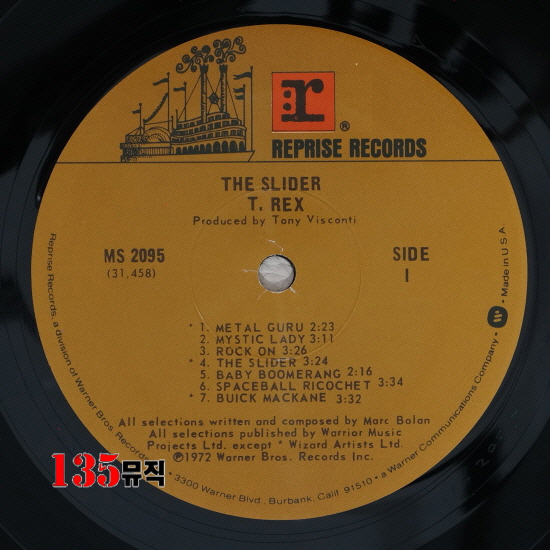 r
®
REPRISE RECORDS
THE SLIDER
T. REX
Produced by Tony Visconti
MS 2095
(31,458)
SIDE
1
* 1. METAL GURU 2:23
2. MYSTIC LADY 3:11
3. ROCK ON 3:26
* 4. THE SLIDER 3:24
5. BABY BOOMERANG 2:16
6. SPACEBALL RICOCHET 3:34
* 7. BUICK MACKANE 3:32
All selections written and composed by Marc Bolan
All selections published by Warrior Music
Projects Ltd. except * Wizard Artists Ltd.
℗1972 Warner Bros. Records Inc.
Reprise Records, a division of Warner Bros. Records
• 3300 Warner Blvd., Burbank, Calif. 91510 • a Warner Communications Company •
W
• Made in U.S.A.
135뮤직